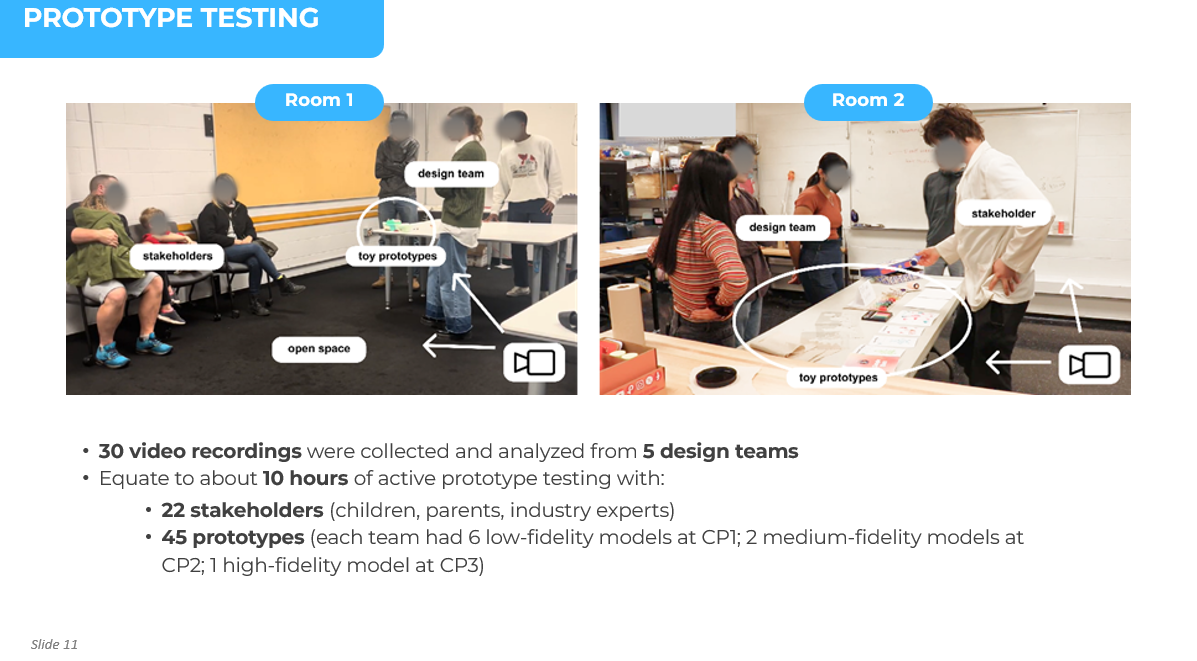 PROTOTYPE TESTING
Room 1
Room 2
design team
stakeholders
toy prototypes
open space
design team
stakeholder
toy prototypes
• 30 video recordings were collected and analyzed from 5 design teams
• Equate to about 10 hours of active prototype testing with:
• 22 stakeholders (children, parents, industry experts)
• 45 prototypes (each team had 6 low-fidelity models at CP1; 2 medium-fidelity models at
CP2; 1 high-fidelity model at CP3)
Slide 11